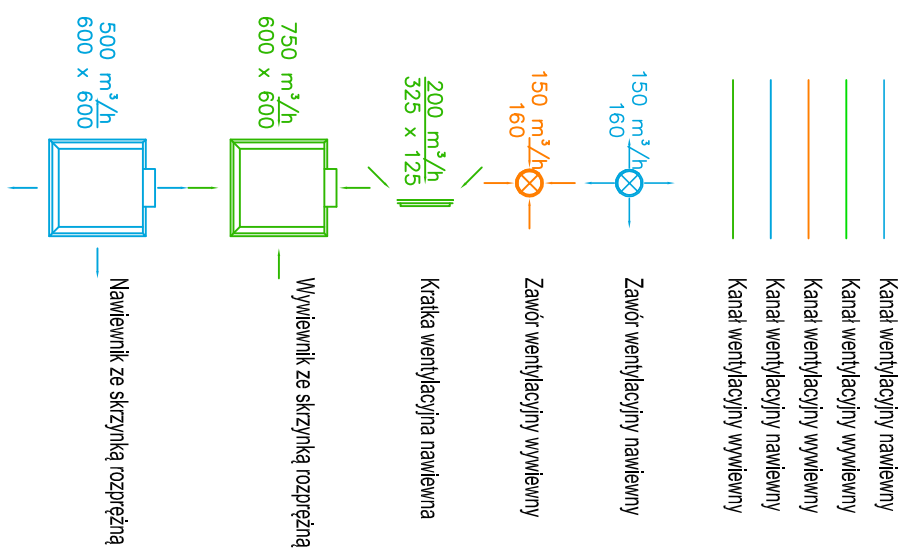 Kanał wentylacyjny nawiewny
Kanał wentylacyjny wywiewny
Kanał wentylacyjny wywiewny
Kanał wentylacyjny nawiewny
Kanał wentylacyjny wywiewny
150 m³/h
160
Zawór wentylacyjny nawiewny
150 m³/h
160
Zawór wentylacyjny wywiewny
200 m³/h
325 x 125
Kratka wentylacyjna nawiewna
750 m³/h
600 x 600
Wywiewnik ze skrzynką rozprężną
500 m³/h
600 x 600
Nawiewnik ze skrzynką rozprężną